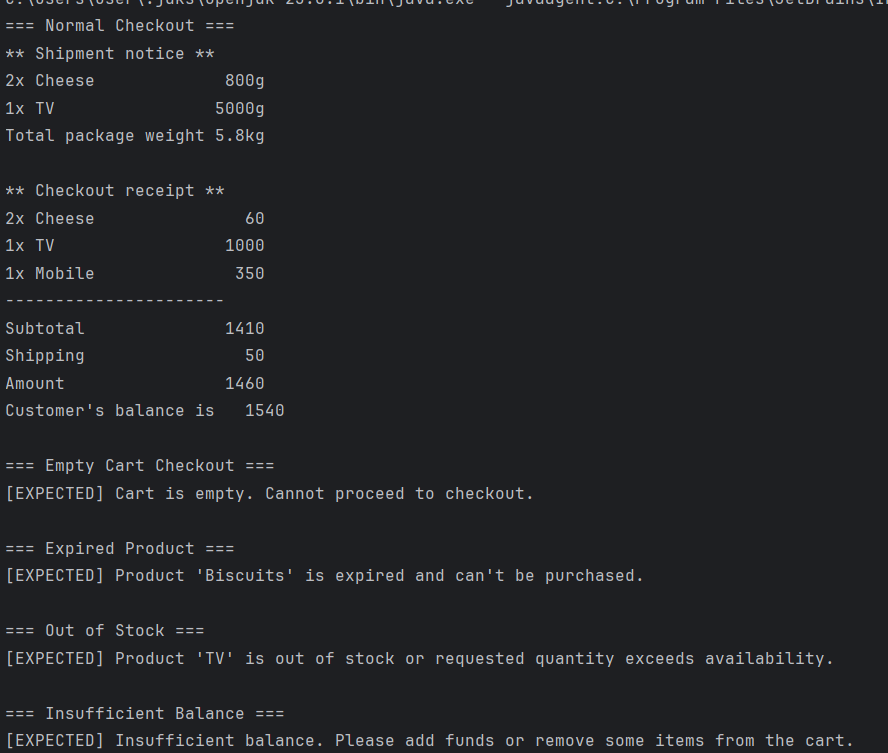 === Normal Checkout ===
** Shipment notice **
2x Cheese             800g
1x TV                5000g
Total package weight 5.8kg

** Checkout receipt **
2x Cheese               60
1x TV                 1000
1x Mobile              350
----------------------
Subtotal              1410
Shipping                50
Amount                1460
Customer's balance is   1540

=== Empty Cart Checkout ===
[EXPECTED] Cart is empty. Cannot proceed to checkout.

=== Expired Product ===
[EXPECTED] Product 'Biscuits' is expired and can't be purchased.

=== Out of Stock ===
[EXPECTED] Product 'TV' is out of stock or requested quantity exceeds availability.

=== Insufficient Balance ===
[EXPECTED] Insufficient balance. Please add funds or remove some items from the cart.